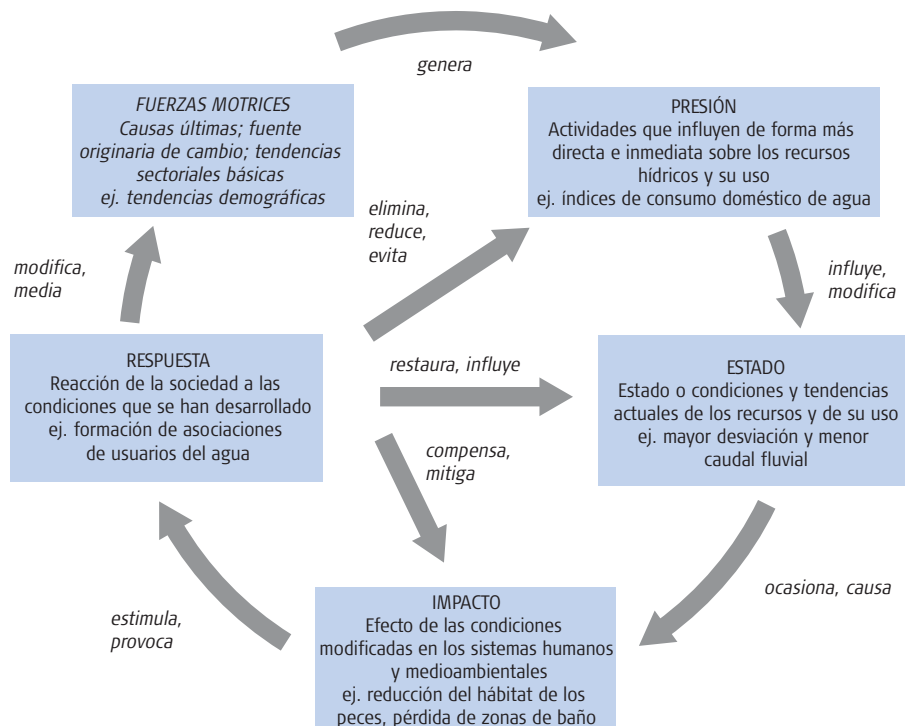 genera
FUERZAS MOTRICES
Causas últimas; fuente
originaria de cambio; tendencias
sectoriales básicas
ej. tendencias demográficas
PRESIÓN
Actividades que influyen de forma más
directa e inmediata sobre los recursos
hídricos y su uso
ej. índices de consumo doméstico de agua
elimina,
reduce,
evita
modifica,
media
influye,
modifica
RESPUESTA
Reacción de la sociedad a las
condiciones que se han desarrollado
ej. formación de asociaciones
de usuarios del agua
restaura, influye
ESTADO
Estado o condiciones y tendencias
actuales de los recursos y de su uso
ej. mayor desviación y menor
caudal fluvial
compensa,
mitiga
estimula,
provoca
ocasiona, causa
IMPACTO
Efecto de las condiciones
modificadas en los sistemas humanos
y medioambientales
ej. reducción del hábitat de los
peces, pérdida de zonas de baño